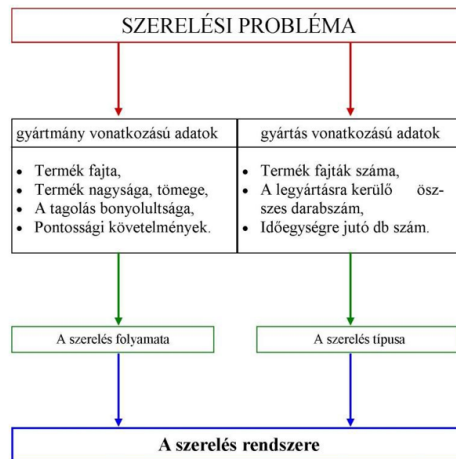 SZERELÉSI PROBLÉMA
gyártmány vonatkozású adatok
• Termék fajta,
• Termék nagysága, tömege,
• A tagolás bonyolultsága,
• Pontossági követelmények.
gyártás vonatkozású adatok
• Termék fajták száma,
• A legyártásra kerülő ösz-
szes darabszám,
• Időegységre jutó db szám.
A szerelés folyamata
A szerelés típusa
A szerelés rendszere